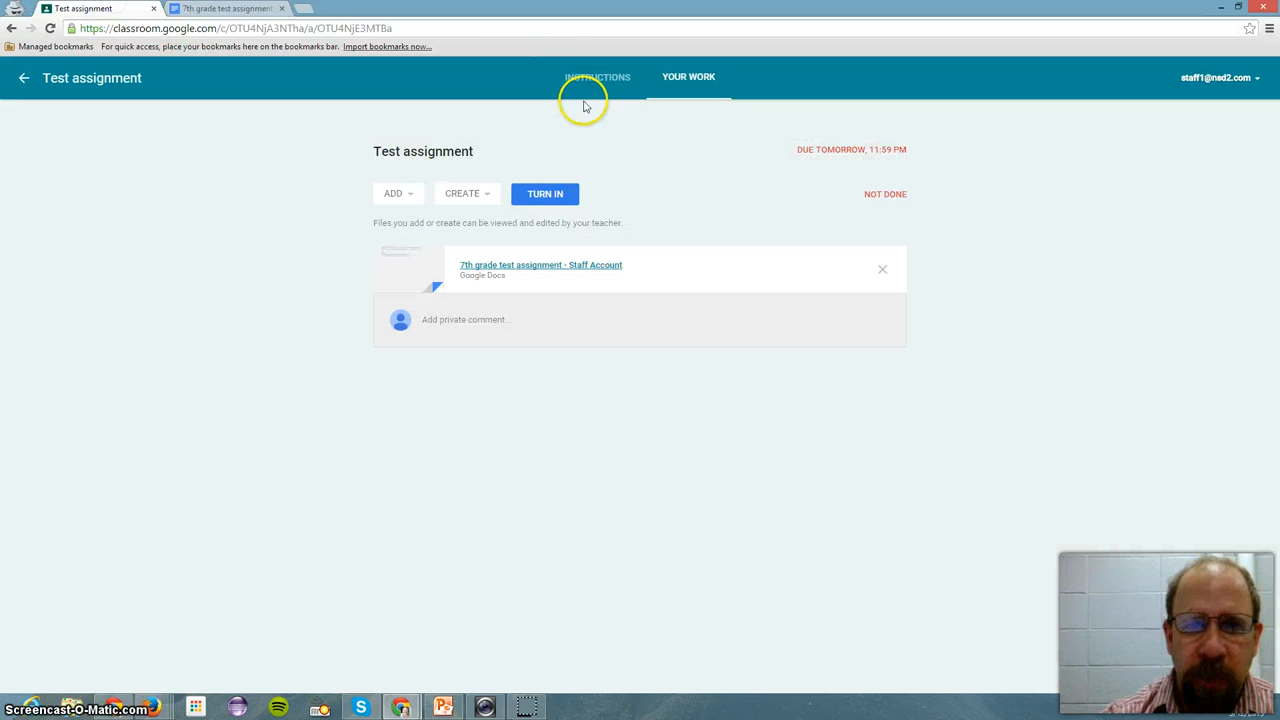 Test assignment
7th grade test assignment
https://classroom.google.com/c/OTU4NjA3NTha/a/OTU4NjE3MTBa
Managed bookmarks For quick access, place your bookmarks here on the bookmarks bar. Import bookmarks now...
Test assignment
INSTRUCTIONS
YOUR WORK
staff1@nsd2.com
Test assignment
DUE TOMORROW, 11:59 PM
ADD
CREATE
TURN IN
NOT DONE
Files you add or create can be viewed and edited by your teacher.
7th grade test assignment - Staff Account
Google Docs
Add private comment...
Screencast-O-Matic.com